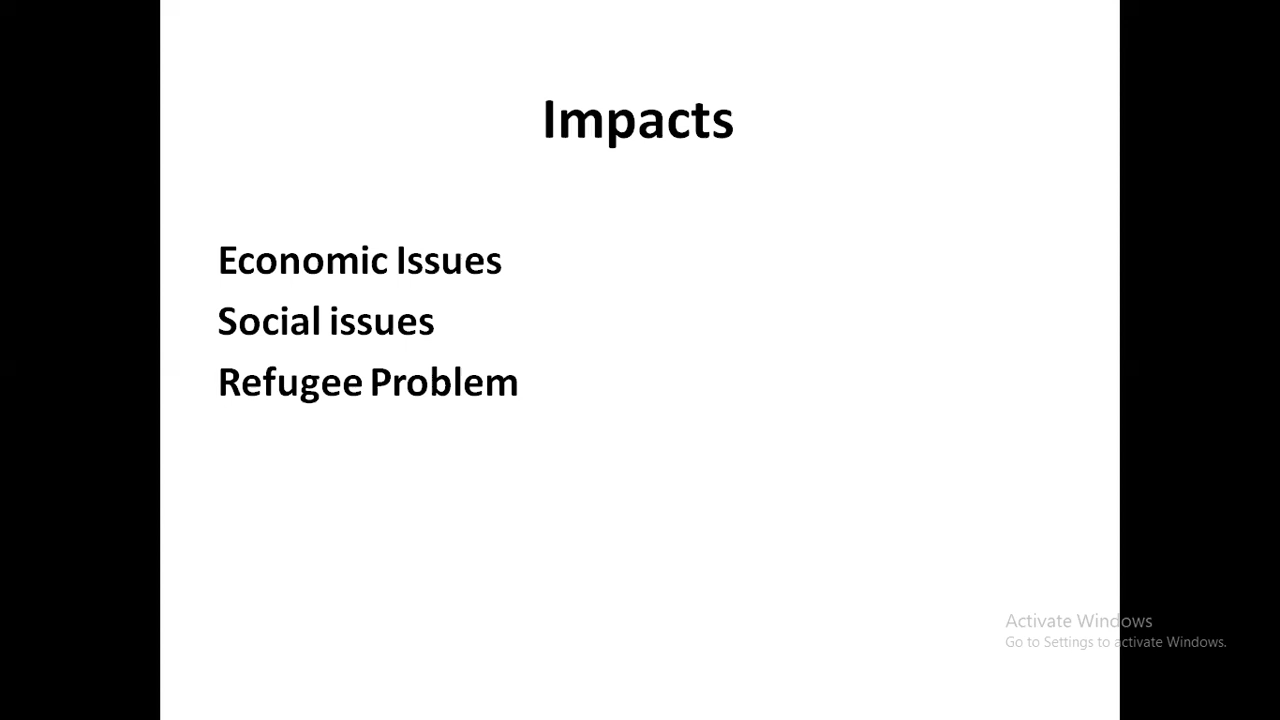 Impacts
Economic Issues
Social issues
Refugee Problem
Activate Windows
Go to Settings to activate Windows.